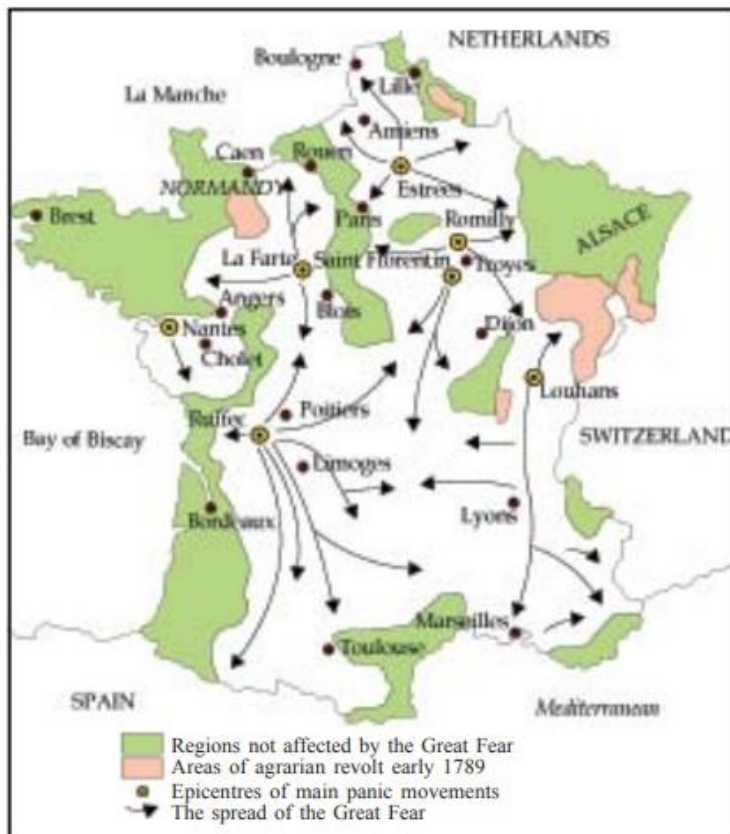 NETHERLANDS
Boulogne
Lille
La Manche
Amiens
Caen
Rouen
NORMANDY
Estrees
Brest
Paris
Romilly
ALSACE
La Farte
Saint Florentin
Troyes
Angers
Blois
Nantes
Dijon
Cholet
Louhans
Ruffec
Poitiers
Bay of Biscay
SWITZERLAND
Limoges
Lyons
Bordeaux
Marseilles
Toulouse
SPAIN
Mediterranean
Regions not affected by the Great Fear
Areas of agrarian revolt early 1789
Epicentres of main panic movements
The spread of the Great Fear